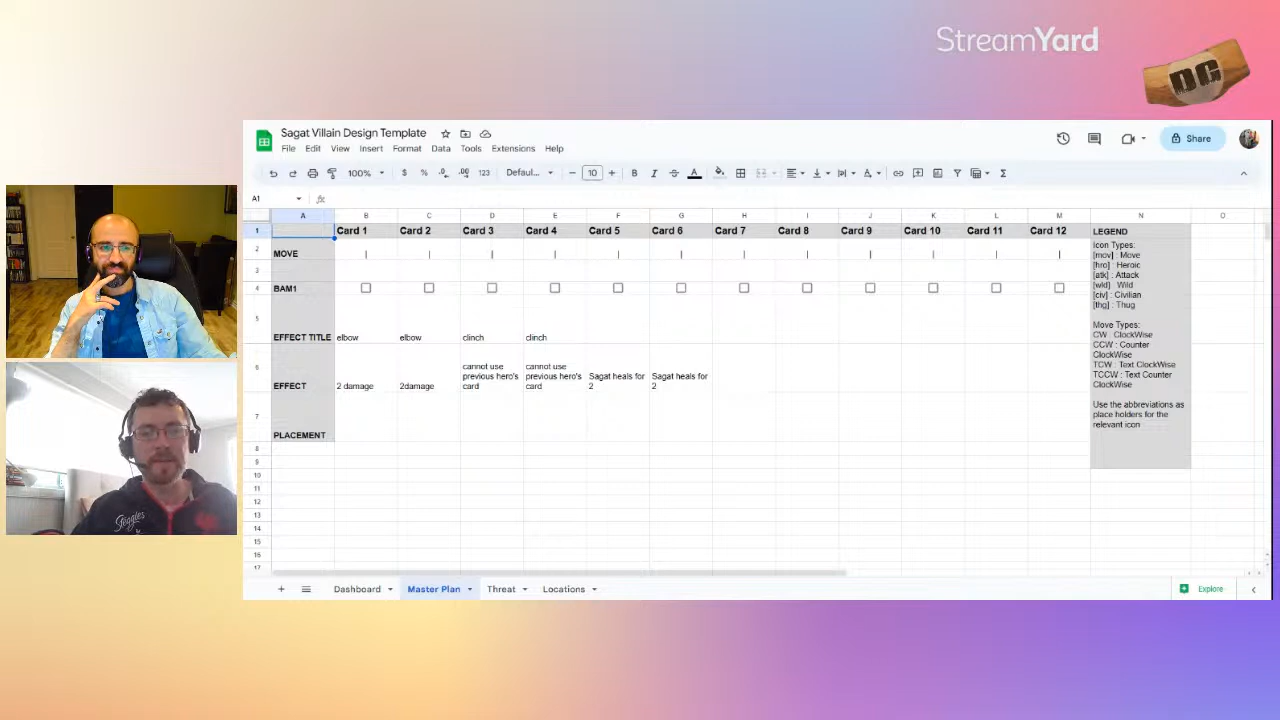 StreamYard
DG
Sagat Villain Design Template
File Edit View Insert Format Data Tools Extensions Help
Share
100% $ % .0 .00 123 Defaul... 10 B I A
A1 fx
A B C D E F G H I J K L M N O
1 Card 1 Card 2 Card 3 Card 4 Card 5 Card 6 Card 7 Card 8 Card 9 Card 10 Card 11 Card 12 LEGEND
2 MOVE | | | | | | | | | | | |
3
4 BAM1
5 EFFECT TITLE elbow elbow clinch clinch
6 EFFECT 2 damage 2damage cannot use previous hero's card cannot use previous hero's card Sagat heals for 2 Sagat heals for 2
7 PLACEMENT
8
9
10
11
12
13
14
15
16
17
Icon Types:
[mov] : Move
[hro] : Heroic
[atk] : Attack
[wld] : Wild
[civ] : Civilian
[thg] : Thug
Move Types:
CW : ClockWise
CCW : Counter
ClockWise
TCW : Text ClockWise
TCCW : Text Counter
ClockWise
Use the abbreviations as
place holders for the
relevant icon
Dashboard Master Plan Threat Locations
Explore
Steggles